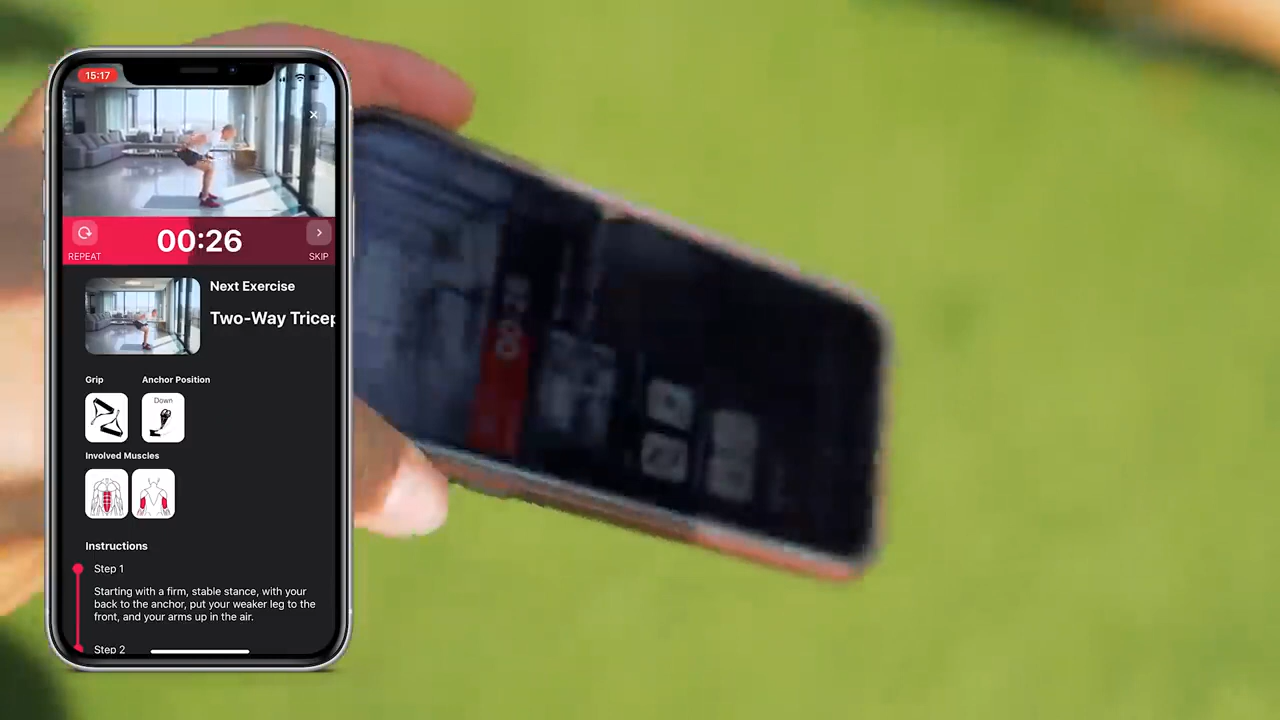 15:17
00:26
REPEAT
SKIP
Next Exercise
Two-Way Tricep
Grip
Anchor Position
Down
Involved Muscles
Instructions
Step 1
Starting with a firm, stable stance, with your
back to the anchor, put your weaker leg to the
front, and your arms up in the air.
Step 2